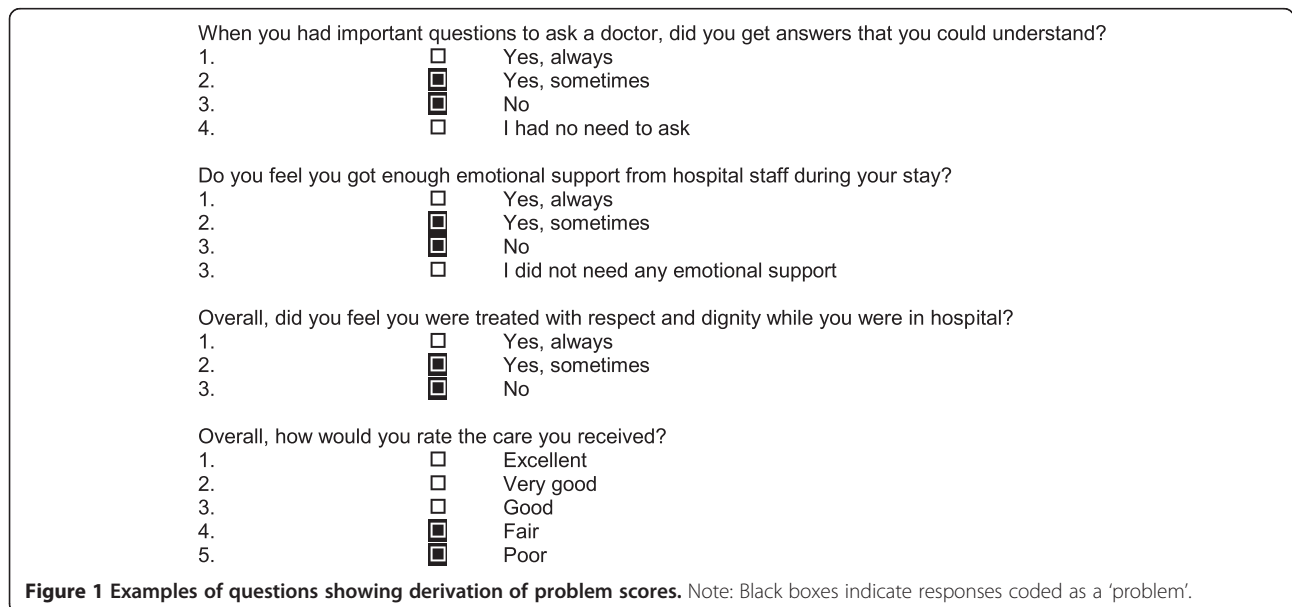 When you had important questions to ask a doctor, did you get answers that you could understand?
1. □ Yes, always
2. ▣ Yes, sometimes
3. ▣ No
4. □ I had no need to ask
Do you feel you got enough emotional support from hospital staff during your stay?
1. □ Yes, always
2. ▣ Yes, sometimes
3. ▣ No
3. □ I did not need any emotional support
Overall, did you feel you were treated with respect and dignity while you were in hospital?
1. □ Yes, always
2. ▣ Yes, sometimes
3. ▣ No
Overall, how would you rate the care you received?
1. □ Excellent
2. □ Very good
3. □ Good
4. ▣ Fair
5. ▣ Poor
Figure 1 Examples of questions showing derivation of problem scores. Note: Black boxes indicate responses coded as a ‘problem’.